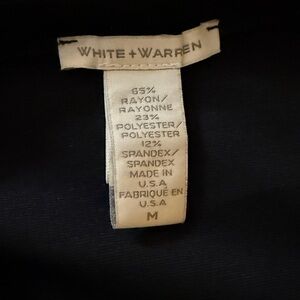 WHITE + WARREN
65%
RAYON/
RAYONNE
23%
POLYESTER/
POLYESTER
12%
SPANDEX/
SPANDEX
MADE IN
U.S.A
FABRIQUÉ EN
U.S.A
M